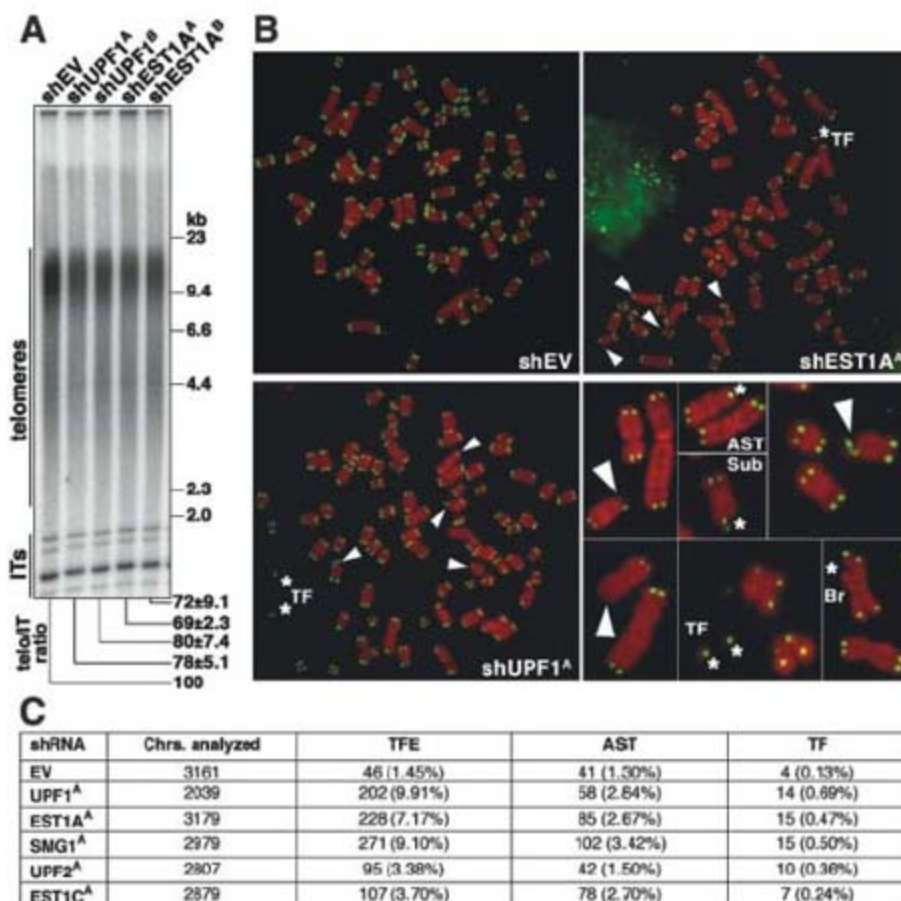 A
B
shEV shUPF1ᴬ shUPF1ᴮ shEST1Aᴬ shEST1Aᴮ
kb
23
9.4
6.6
4.4
2.3
2.0
telomeres
ITs
telo/IT ratio
72±9.1
69±2.3
80±7.4
78±5.1
100
shEV
* TF
shEST1Aᴬ
* TF
*
shUPF1ᴬ
*
AST
Sub
*
TF
* *
*
Br
C
shRNA Chrs. analyzed TFE AST TF
EV 3161 46 (1.45%) 41 (1.30%) 4 (0.13%)
UPF1ᴬ 2039 202 (9.91%) 58 (2.84%) 14 (0.69%)
EST1Aᴬ 3179 228 (7.17%) 85 (2.67%) 15 (0.47%)
SMG1ᴬ 2979 271 (9.10%) 102 (3.42%) 15 (0.50%)
UPF2ᴬ 2807 95 (3.38%) 42 (1.50%) 10 (0.36%)
EST1Cᴬ 2879 107 (3.70%) 78 (2.70%) 7 (0.24%)